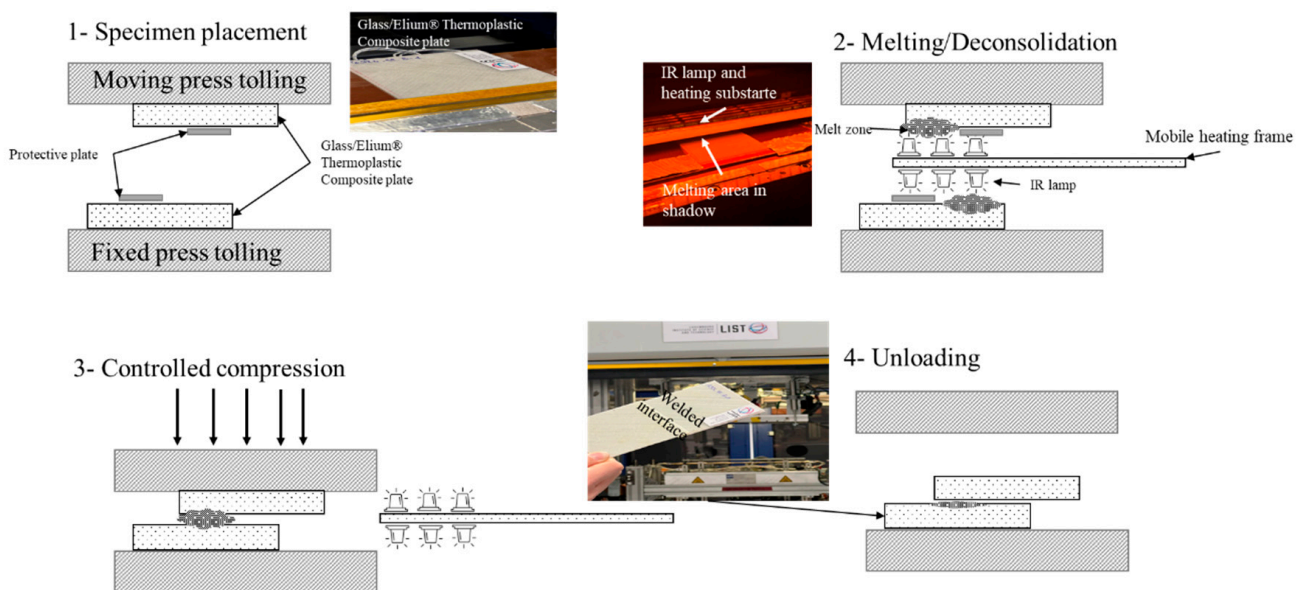 1- Specimen placement
Moving press tolling
Protective plate
Glass/Elium®
Thermoplastic
Composite plate
Fixed press tolling
Glass/Elium® Thermoplastic
Composite plate
2- Melting/Deconsolidation
IR lamp and
heating substarte
Melting area in
shadow
Melt zone
Mobile heating frame
IR lamp
3- Controlled compression
LIST
Welded
interface
4- Unloading